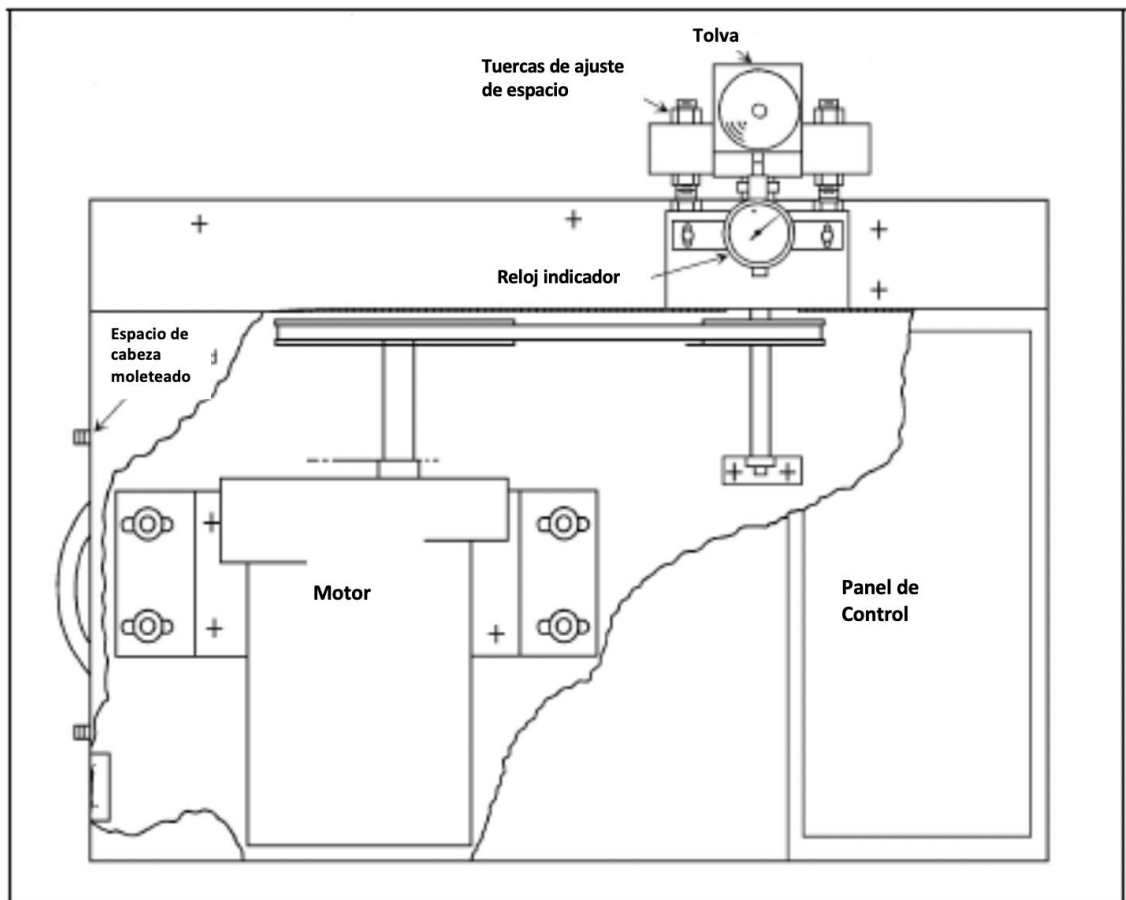 Tolva
Tuercas de ajuste
de espacio
Reloj indicador
Espacio de
cabeza
moleteado
Motor
Panel de
Control